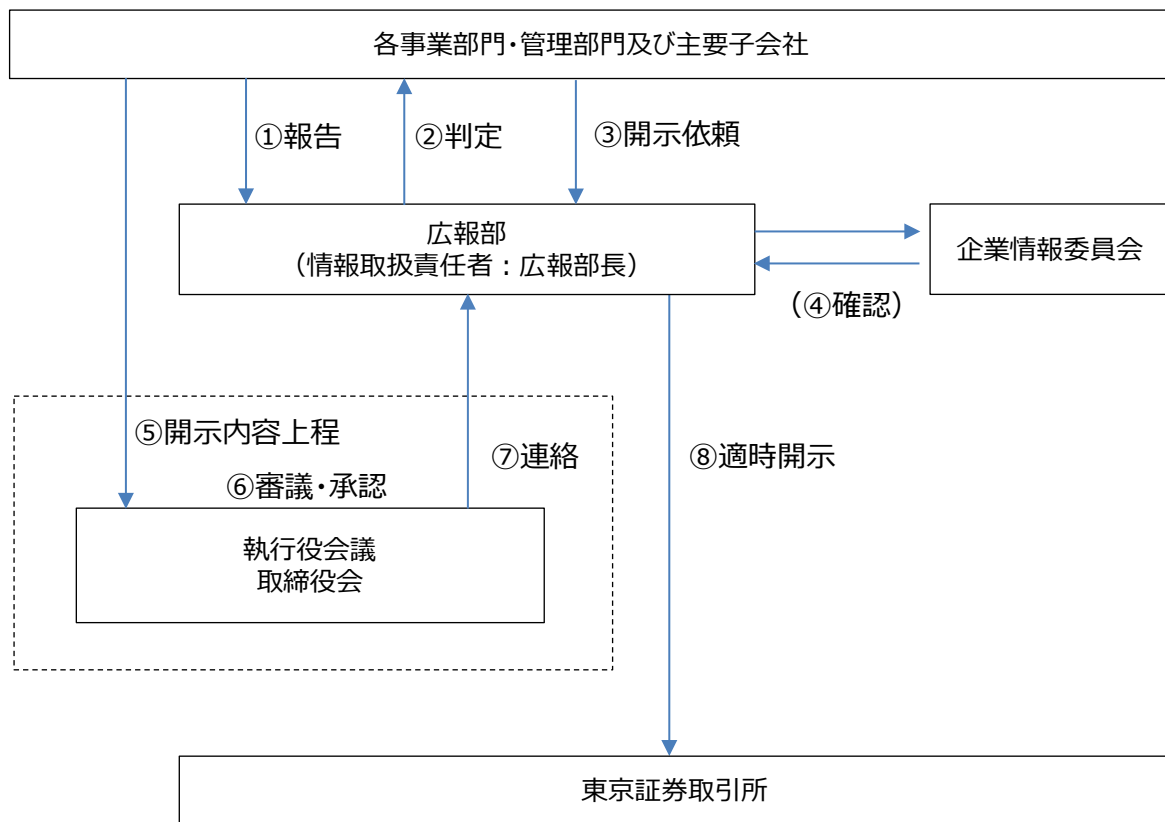 各事業部門・管理部門及び主要子会社
①報告
②判定
③開示依頼
広報部
（情報取扱責任者：広報部長）
企業情報委員会
（④確認）
⑤開示内容上程
⑦連絡
⑧適時開示
⑥審議・承認
執行役会議
取締役会
東京証券取引所